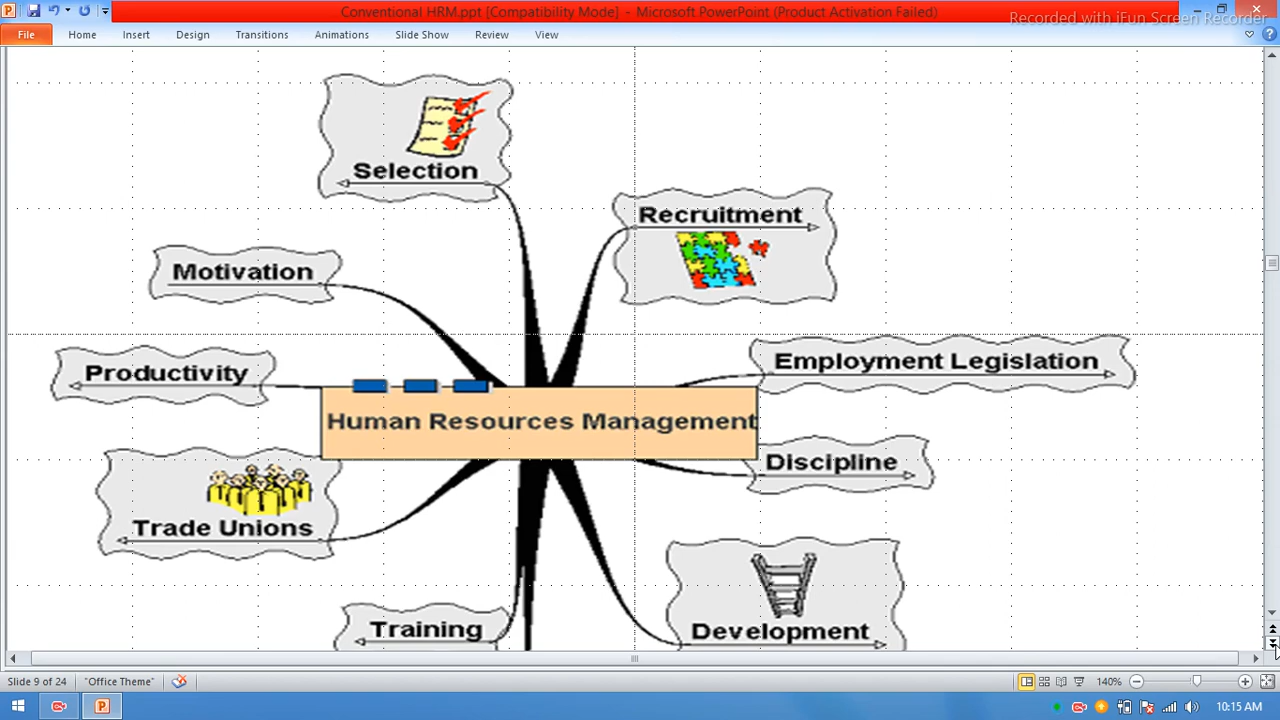 Conventional HRM.ppt [Compatibility Mode] - Microsoft PowerPoint (Product Activation Failed)
Recorded with iFun Screen Recorder
File Home Insert Design Transitions Animations Slide Show Review View
Selection
Recruitment
Motivation
Employment Legislation
Productivity
Human Resources Management
Discipline
Trade Unions
Training
Development
Slide 9 of 24 "Office Theme" 140%
10:15 AM